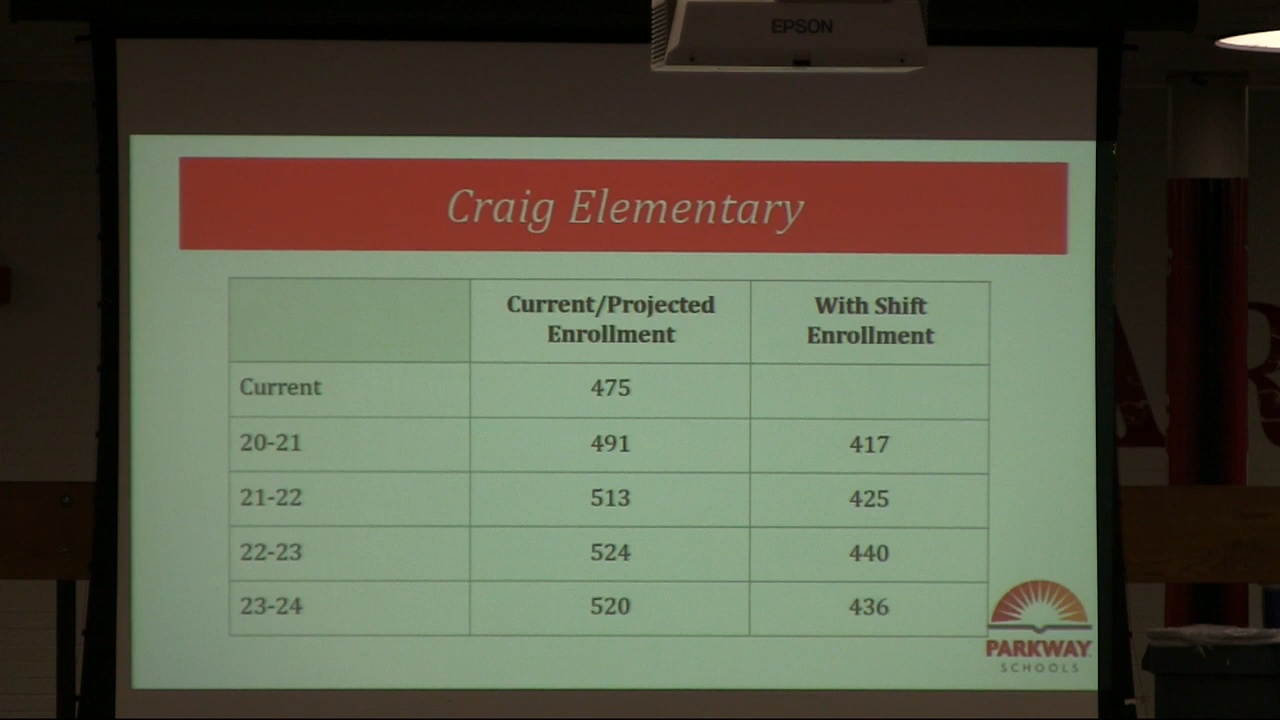 EPSON
Craig Elementary
Current/Projected Enrollment
With Shift Enrollment
Current 475
20-21 491 417
21-22 513 425
22-23 524 440
23-24 520 436
PARKWAY
SCHOOLS